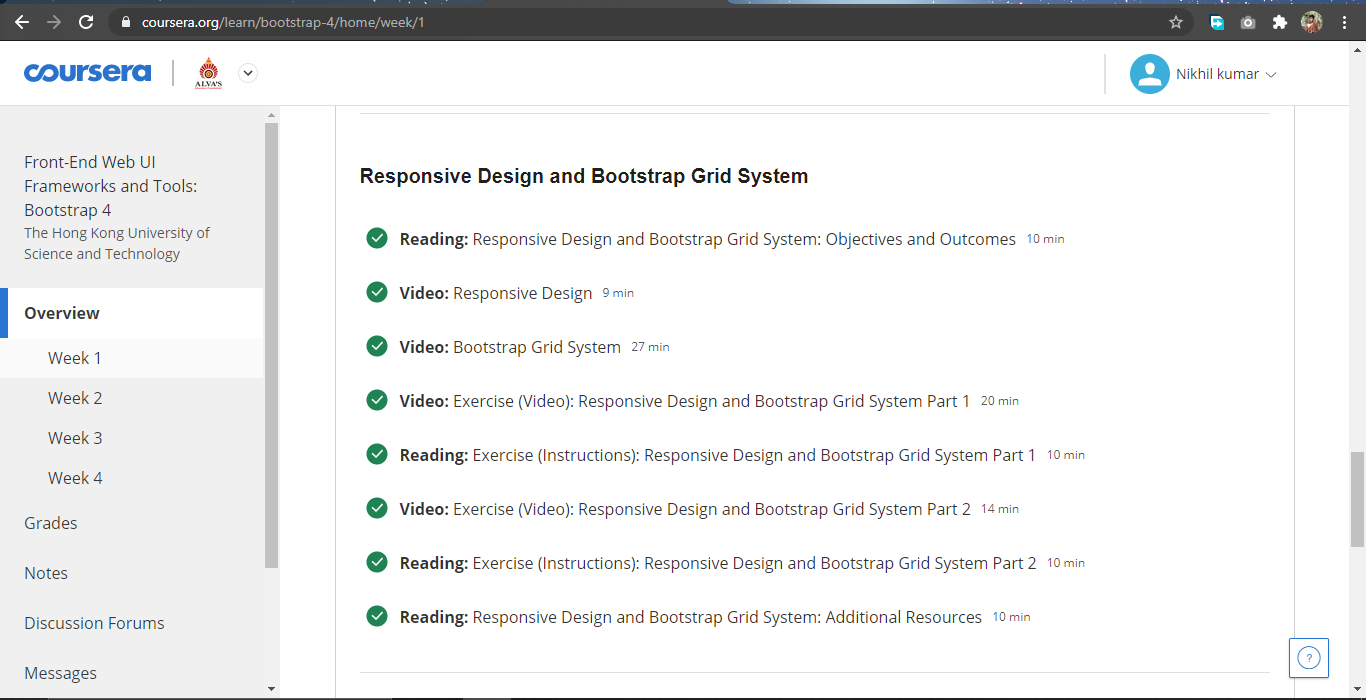 coursera.org/learn/bootstrap-4/home/week/1
coursera
ALVA'S
Nikhil kumar
Front-End Web UI
Frameworks and Tools:
Bootstrap 4
The Hong Kong University of
Science and Technology
Overview
Week 1
Week 2
Week 3
Week 4
Grades
Notes
Discussion Forums
Messages
Responsive Design and Bootstrap Grid System
Reading: Responsive Design and Bootstrap Grid System: Objectives and Outcomes 10 min
Video: Responsive Design 9 min
Video: Bootstrap Grid System 27 min
Video: Exercise (Video): Responsive Design and Bootstrap Grid System Part 1 20 min
Reading: Exercise (Instructions): Responsive Design and Bootstrap Grid System Part 1 10 min
Video: Exercise (Video): Responsive Design and Bootstrap Grid System Part 2 14 min
Reading: Exercise (Instructions): Responsive Design and Bootstrap Grid System Part 2 10 min
Reading: Responsive Design and Bootstrap Grid System: Additional Resources 10 min
?